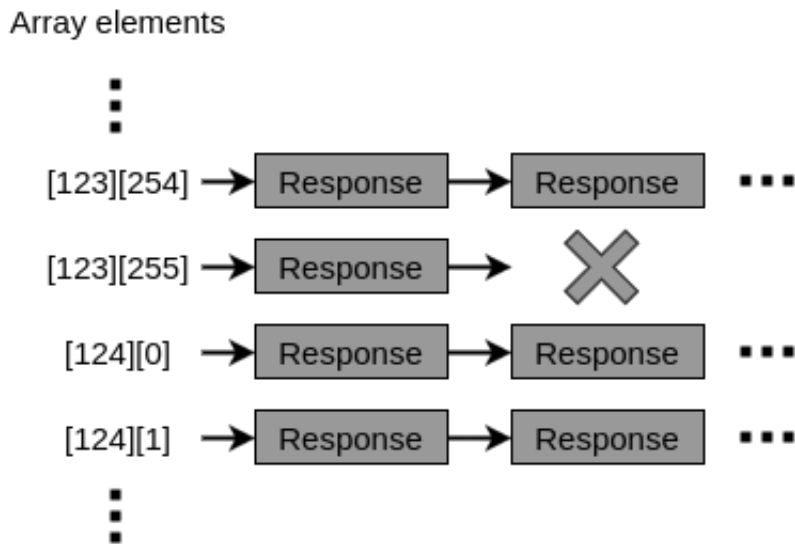 Array elements
[123][254] Response Response
[123][255] Response
[124][0] Response Response
[124][1] Response Response